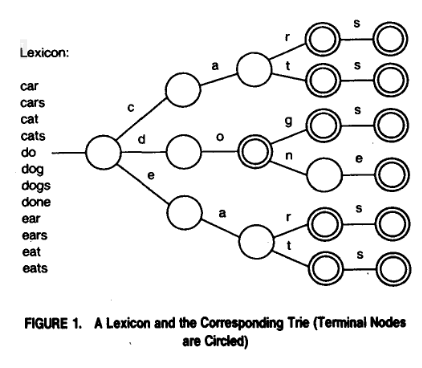 Lexicon:
car
cars
cat
cats
do
dog
dogs
done
ear
ears
eat
eats
c
a
r
s
t
s
d
o
g
s
n
e
e
a
r
s
t
s
FIGURE 1. A Lexicon and the Corresponding Trie (Terminal Nodes
are Circled)